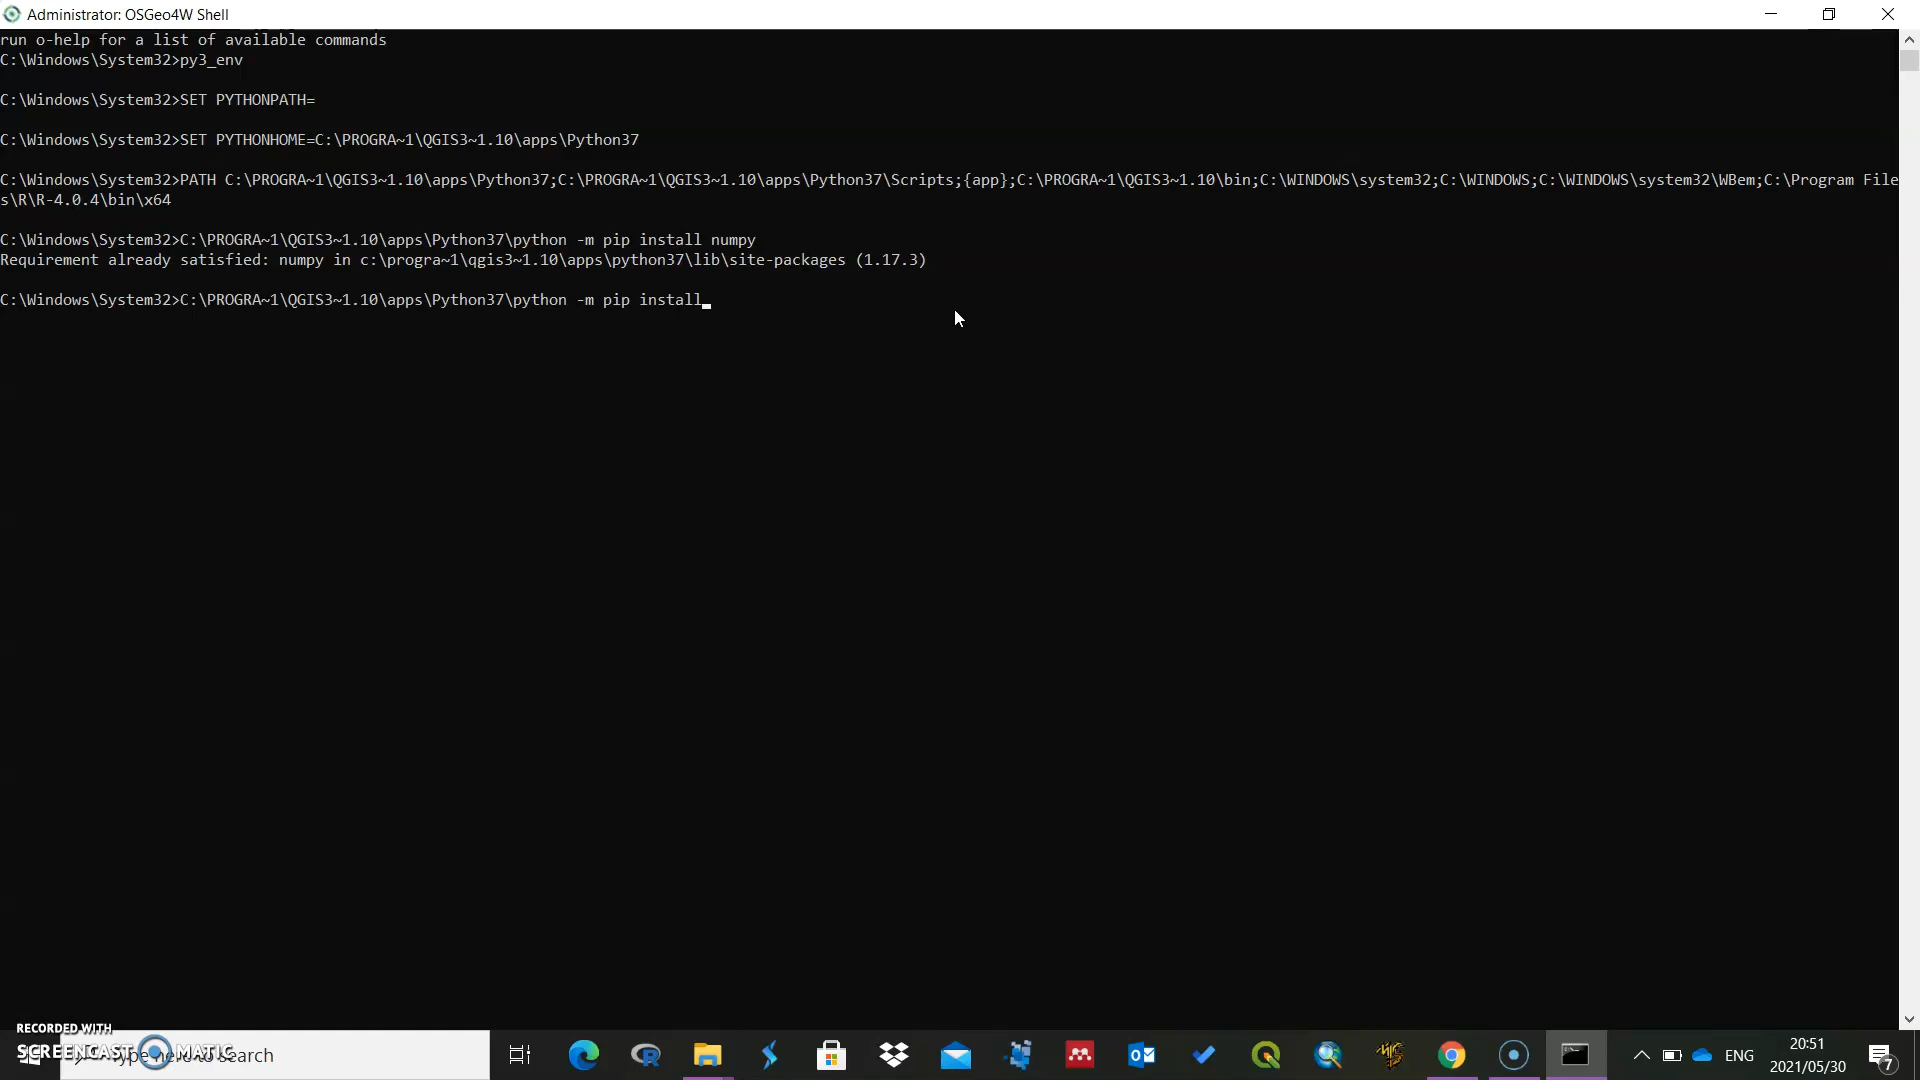 Administrator: OSGeo4W Shell
run o-help for a list of available commands
C:\Windows\System32>py3_env
C:\Windows\System32>SET PYTHONPATH=
C:\Windows\System32>SET PYTHONHOME=C:\PROGRA~1\QGIS3~1.10\apps\Python37
C:\Windows\System32>PATH C:\PROGRA~1\QGIS3~1.10\apps\Python37;C:\PROGRA~1\QGIS3~1.10\apps\Python37\Scripts;{app};C:\PROGRA~1\QGIS3~1.10\bin;C:\WINDOWS\system32;C:\WINDOWS;C:\WINDOWS\system32\WBem;C:\Program File
s\R\R-4.0.4\bin\x64
C:\Windows\System32>C:\PROGRA~1\QGIS3~1.10\apps\Python37\python -m pip install numpy
Requirement already satisfied: numpy in c:\progra~1\qgis3~1.10\apps\python37\lib\site-packages (1.17.3)
C:\Windows\System32>C:\PROGRA~1\QGIS3~1.10\apps\Python37\python -m pip install
RECORDED WITH
SCREENCAST MATIC
Type here to search
ENG
20:51
2021/05/30
7